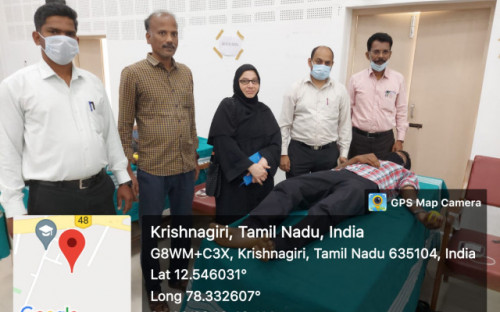 48
GPS Map Camera
Krishnagiri, Tamil Nadu, India
G8WM+C3X, Krishnagiri, Tamil Nadu 635104, India
Lat 12.546031°
Long 78.332607°
Google